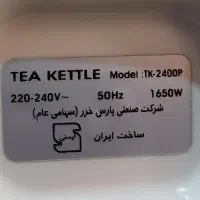 TEA KETTLE Model :TK-2400P
220-240V~ 50Hz 1650W
شرکت صنعتی پارس خزر (سهامی عام)
ساخت ایران